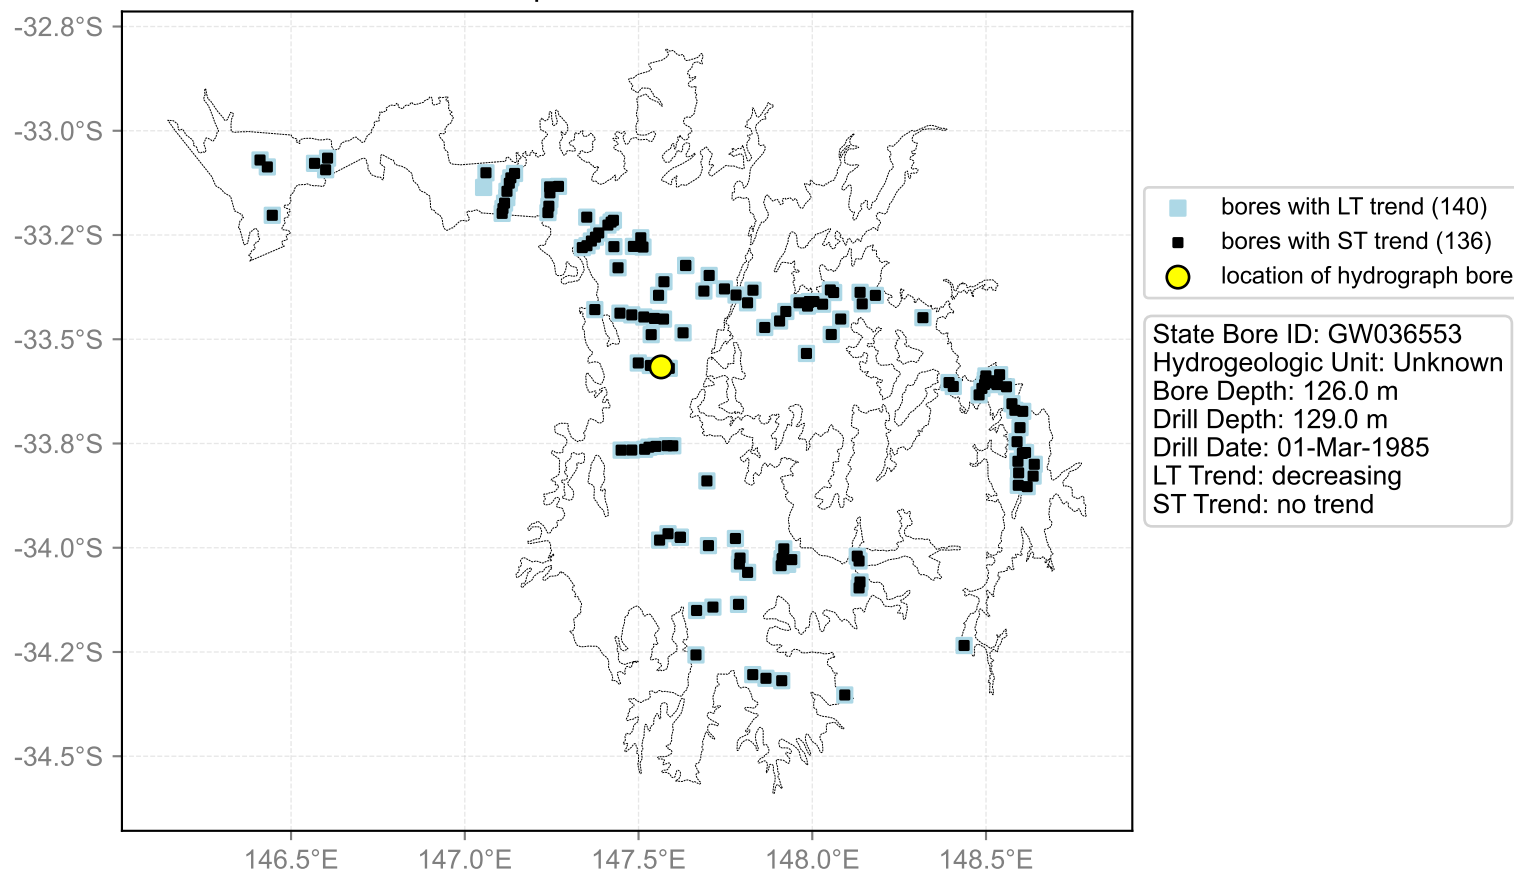 -32.8°S
-33.0°S
-33.2°S
-33.5°S
-33.8°S
-34.0°S
-34.2°S
-34.5°S
146.5°E
147.0°E
147.5°E
148.0°E
148.5°E
bores with LT trend (140)
bores with ST trend (136)
location of hydrograph bore
State Bore ID: GW036553
Hydrogeologic Unit: Unknown
Bore Depth: 126.0 m
Drill Depth: 129.0 m
Drill Date: 01-Mar-1985
LT Trend: decreasing
ST Trend: no trend